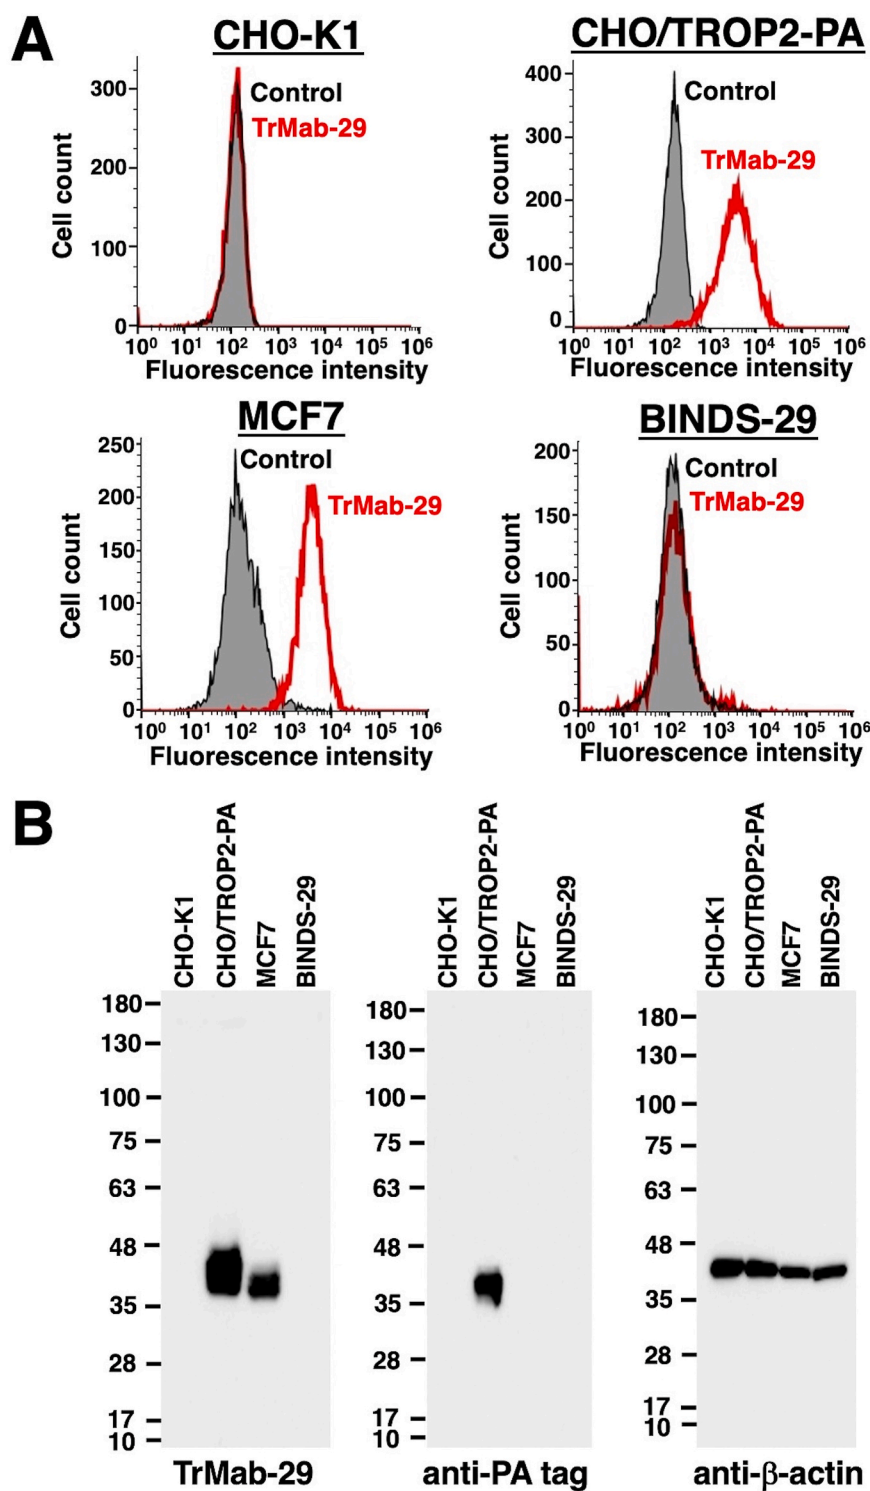 A
CHO-K1
Control
TrMab-29
Cell count
300
200
100
0
10⁰ 10¹ 10² 10³ 10⁴ 10⁵ 10⁶
Fluorescence intensity
CHO/TROP2-PA
Control
TrMab-29
Cell count
400
300
200
100
0
10⁰ 10¹ 10² 10³ 10⁴ 10⁵ 10⁶
Fluorescence intensity
MCF7
Control
TrMab-29
Cell count
250
200
150
100
50
0
10⁰ 10¹ 10² 10³ 10⁴ 10⁵ 10⁶
Fluorescence intensity
BINDS-29
Control
TrMab-29
Cell count
200
150
100
50
0
10⁰ 10¹ 10² 10³ 10⁴ 10⁵ 10⁶
Fluorescence intensity
B
CHO-K1
CHO/TROP2-PA
MCF7
BINDS-29
180
130
100
75
63
48
35
28
17
10
TrMab-29
CHO-K1
CHO/TROP2-PA
MCF7
BINDS-29
180
130
100
75
63
48
35
28
17
10
anti-PA tag
CHO-K1
CHO/TROP2-PA
MCF7
BINDS-29
180
130
100
75
63
48
35
28
17
10
anti-β-actin